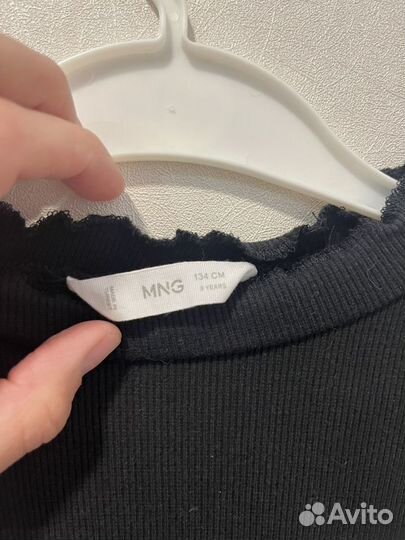 MNG
134 CM
9 YEARS
Avito